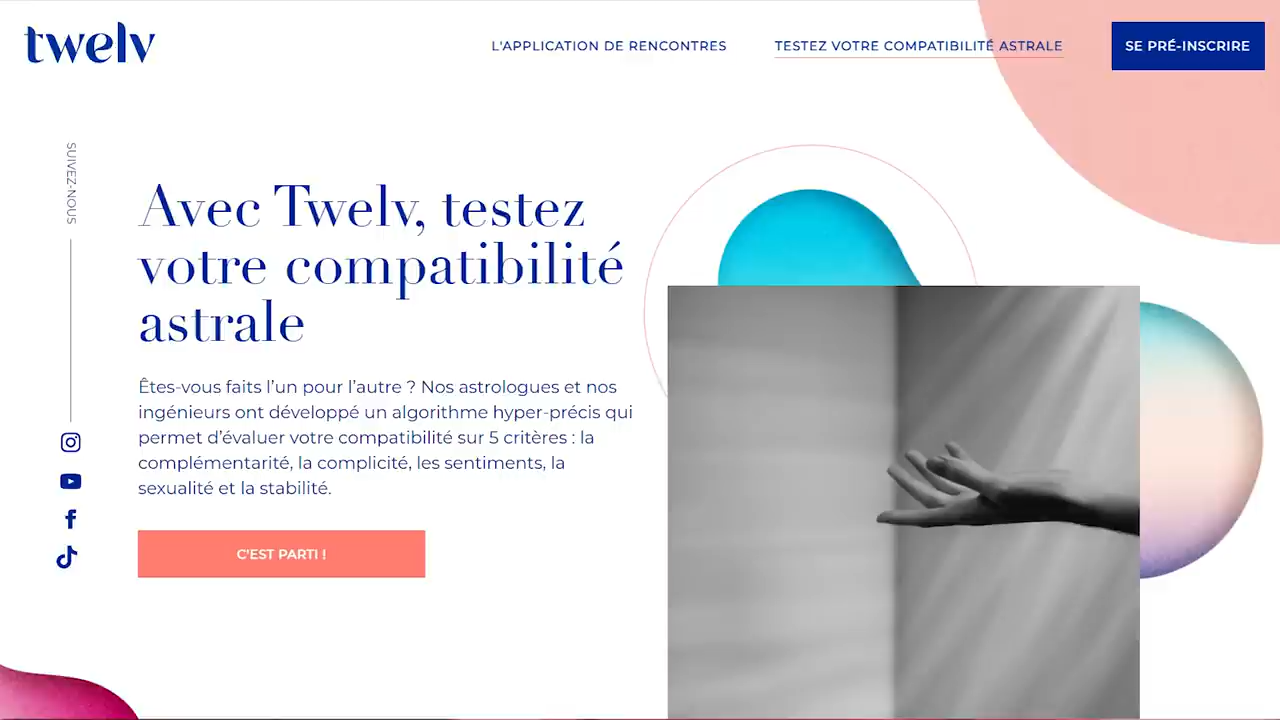 twelv
L'APPLICATION DE RENCONTRES
TESTEZ VOTRE COMPATIBILITÉ ASTRALE
SE PRÉ-INSCRIRE
SUIVEZ-NOUS
Avec Twelv, testez
votre compatibilité
astrale
Êtes-vous faits l'un pour l'autre ? Nos astrologues et nos
ingénieurs ont développé un algorithme hyper-précis qui
permet d'évaluer votre compatibilité sur 5 critères : la
complémentarité, la complicité, les sentiments, la
sexualité et la stabilité.
C'EST PARTI !